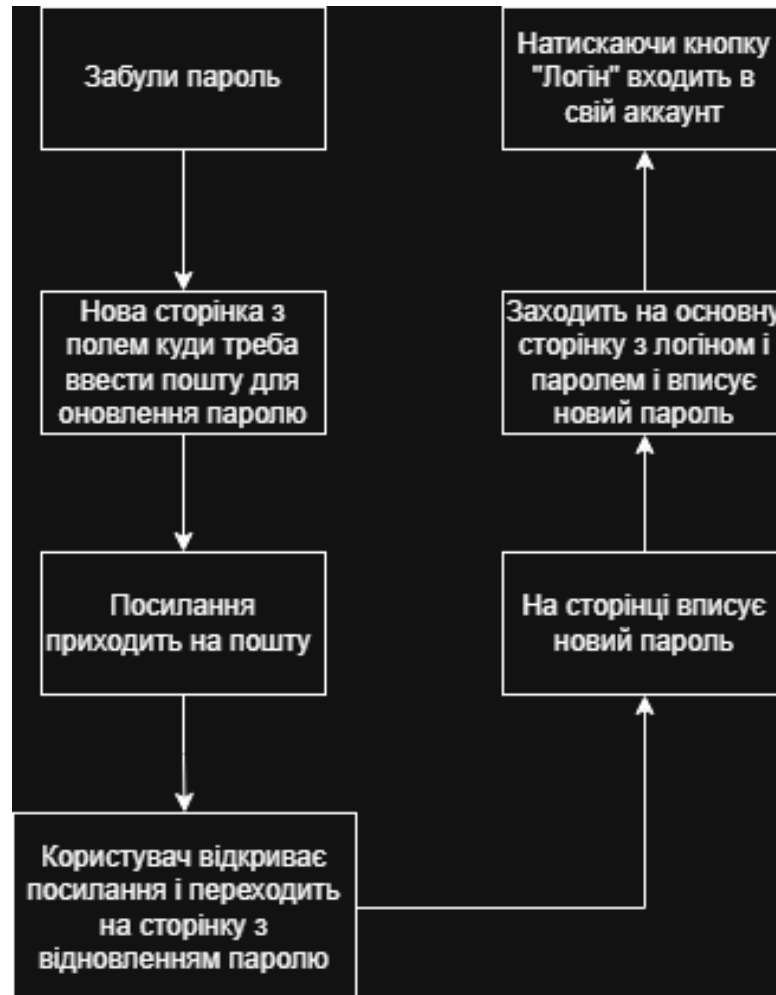 Забули пароль
Нова сторінка з
полем куди треба
ввести пошту для
оновлення паролю
Посилання
приходить на пошту
Користувач відкриває
посилання і переходить
на сторінку з
відновленням паролю
На сторінці вписує
новий пароль
Заходить на основну
сторінку з логіном і
паролем і вписує
новий пароль
Натискаючи кнопку
"Логін" входить в
свій аккаунт